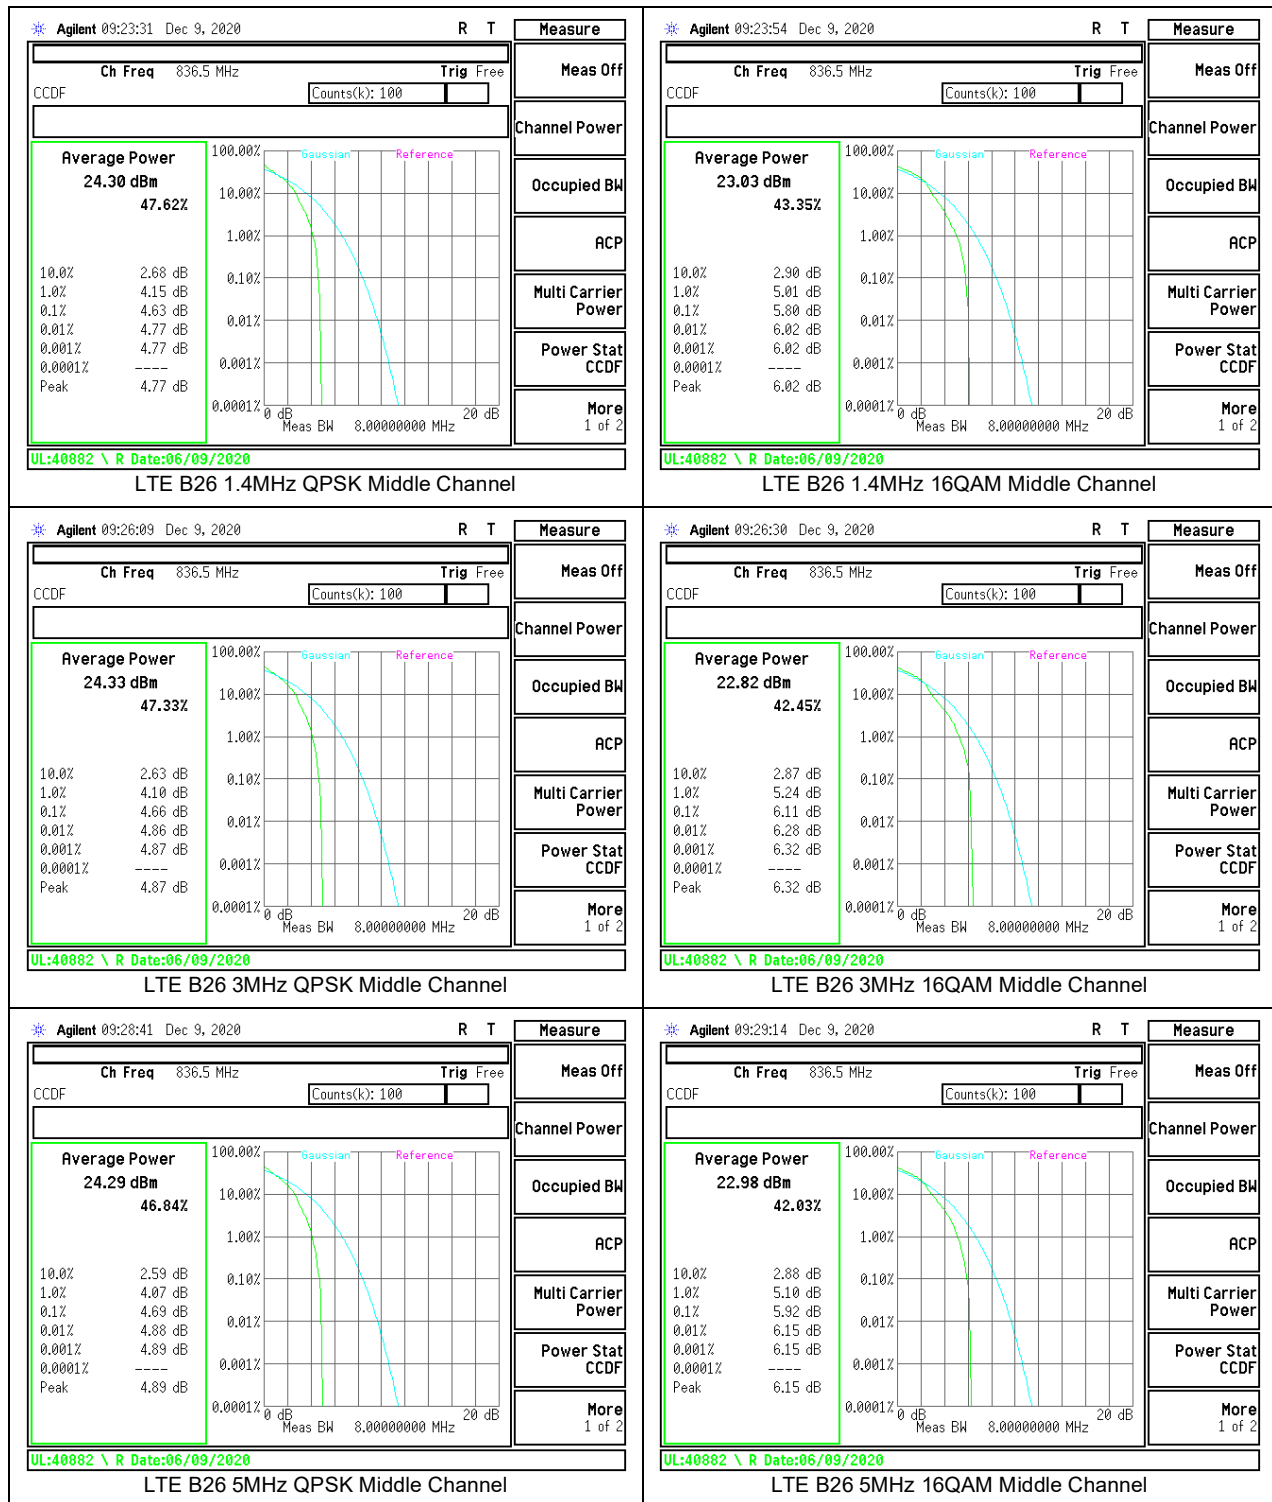 Agilent 09:23:31 Dec 9, 2020 R T Measure
Ch Freq 836.5 MHz Trig Free Meas Off
CCDF Counts(k): 100
Channel Power
Average Power 100.00% Gaussian Reference
24.30 dBm Occupied BW
47.62% 10.00%
1.00% ACP
10.0% 2.68 dB 0.10%
1.0% 4.15 dB Multi Carrier
0.1% 4.63 dB Power
0.01% 4.77 dB 0.01%
0.001% 4.77 dB Power Stat
0.0001% ---- 0.001% CCDF
Peak 4.77 dB
0.0001% 0 dB 20 dB More
Meas BW 8.00000000 MHz 1 of 2
UL:40882 \ R Date:06/09/2020
LTE B26 1.4MHz QPSK Middle Channel
Agilent 09:23:54 Dec 9, 2020 R T Measure
Ch Freq 836.5 MHz Trig Free Meas Off
CCDF Counts(k): 100
Channel Power
Average Power 100.00% Gaussian Reference
23.03 dBm Occupied BW
43.35% 10.00%
1.00% ACP
10.0% 2.90 dB 0.10%
1.0% 5.01 dB Multi Carrier
0.1% 5.80 dB Power
0.01% 6.02 dB 0.01%
0.001% 6.02 dB Power Stat
0.0001% ---- 0.001% CCDF
Peak 6.02 dB
0.0001% 0 dB 20 dB More
Meas BW 8.00000000 MHz 1 of 2
UL:40882 \ R Date:06/09/2020
LTE B26 1.4MHz 16QAM Middle Channel
Agilent 09:26:09 Dec 9, 2020 R T Measure
Ch Freq 836.5 MHz Trig Free Meas Off
CCDF Counts(k): 100
Channel Power
Average Power 100.00% Gaussian Reference
24.33 dBm Occupied BW
47.33% 10.00%
1.00% ACP
10.0% 2.63 dB 0.10%
1.0% 4.10 dB Multi Carrier
0.1% 4.66 dB Power
0.01% 4.86 dB 0.01%
0.001% 4.87 dB Power Stat
0.0001% ---- 0.001% CCDF
Peak 4.87 dB
0.0001% 0 dB 20 dB More
Meas BW 8.00000000 MHz 1 of 2
UL:40882 \ R Date:06/09/2020
LTE B26 3MHz QPSK Middle Channel
Agilent 09:26:30 Dec 9, 2020 R T Measure
Ch Freq 836.5 MHz Trig Free Meas Off
CCDF Counts(k): 100
Channel Power
Average Power 100.00% Gaussian Reference
22.82 dBm Occupied BW
42.45% 10.00%
1.00% ACP
10.0% 2.87 dB 0.10%
1.0% 5.24 dB Multi Carrier
0.1% 6.11 dB Power
0.01% 6.28 dB 0.01%
0.001% 6.32 dB Power Stat
0.0001% ---- 0.001% CCDF
Peak 6.32 dB
0.0001% 0 dB 20 dB More
Meas BW 8.00000000 MHz 1 of 2
UL:40882 \ R Date:06/09/2020
LTE B26 3MHz 16QAM Middle Channel
Agilent 09:28:41 Dec 9, 2020 R T Measure
Ch Freq 836.5 MHz Trig Free Meas Off
CCDF Counts(k): 100
Channel Power
Average Power 100.00% Gaussian Reference
24.29 dBm Occupied BW
46.84% 10.00%
1.00% ACP
10.0% 2.59 dB 0.10%
1.0% 4.07 dB Multi Carrier
0.1% 4.69 dB Power
0.01% 4.88 dB 0.01%
0.001% 4.89 dB Power Stat
0.0001% ---- 0.001% CCDF
Peak 4.89 dB
0.0001% 0 dB 20 dB More
Meas BW 8.00000000 MHz 1 of 2
UL:40882 \ R Date:06/09/2020
LTE B26 5MHz QPSK Middle Channel
Agilent 09:29:14 Dec 9, 2020 R T Measure
Ch Freq 836.5 MHz Trig Free Meas Off
CCDF Counts(k): 100
Channel Power
Average Power 100.00% Gaussian Reference
22.98 dBm Occupied BW
42.03% 10.00%
1.00% ACP
10.0% 2.88 dB 0.10%
1.0% 5.10 dB Multi Carrier
0.1% 5.92 dB Power
0.01% 6.15 dB 0.01%
0.001% 6.15 dB Power Stat
0.0001% ---- 0.001% CCDF
Peak 6.15 dB
0.0001% 0 dB 20 dB More
Meas BW 8.00000000 MHz 1 of 2
UL:40882 \ R Date:06/09/2020
LTE B26 5MHz 16QAM Middle Channel